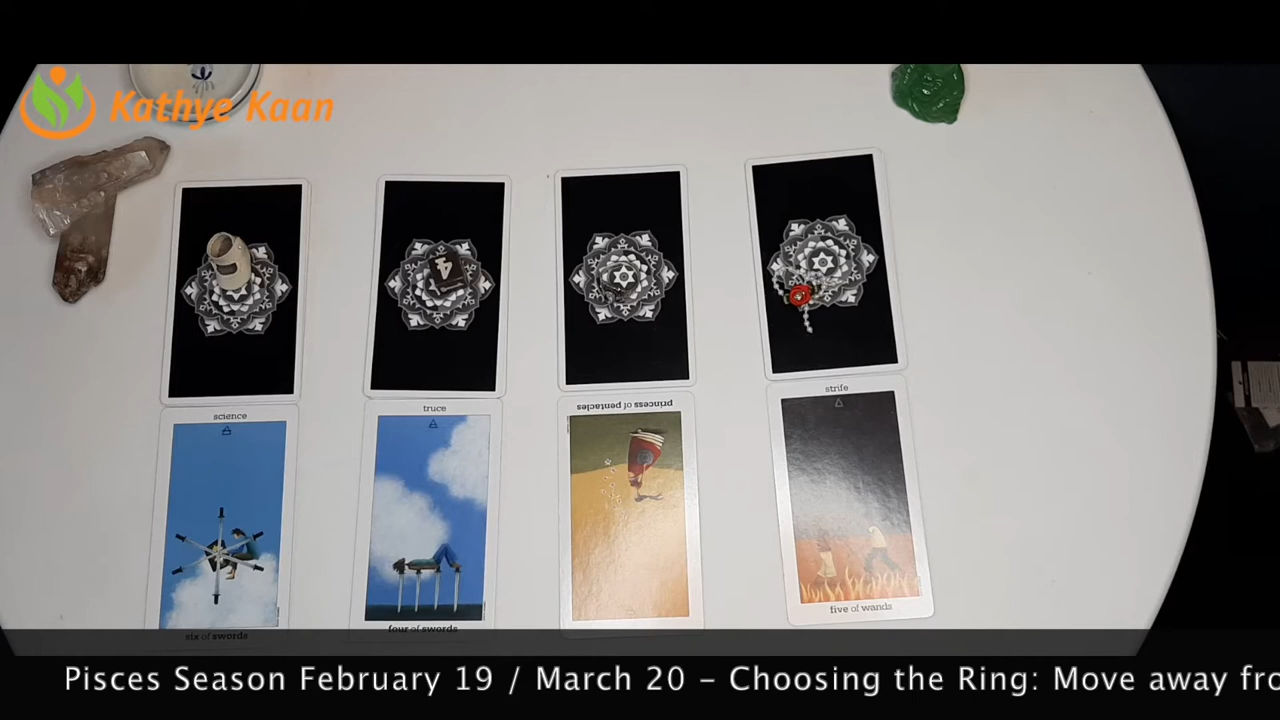 Kathye Kaan
4
science
truce
princess of pentacles
strife
six of swords
four of swords
five of wands
Pisces Season February 19 / March 20 - Choosing the Ring: Move away fro